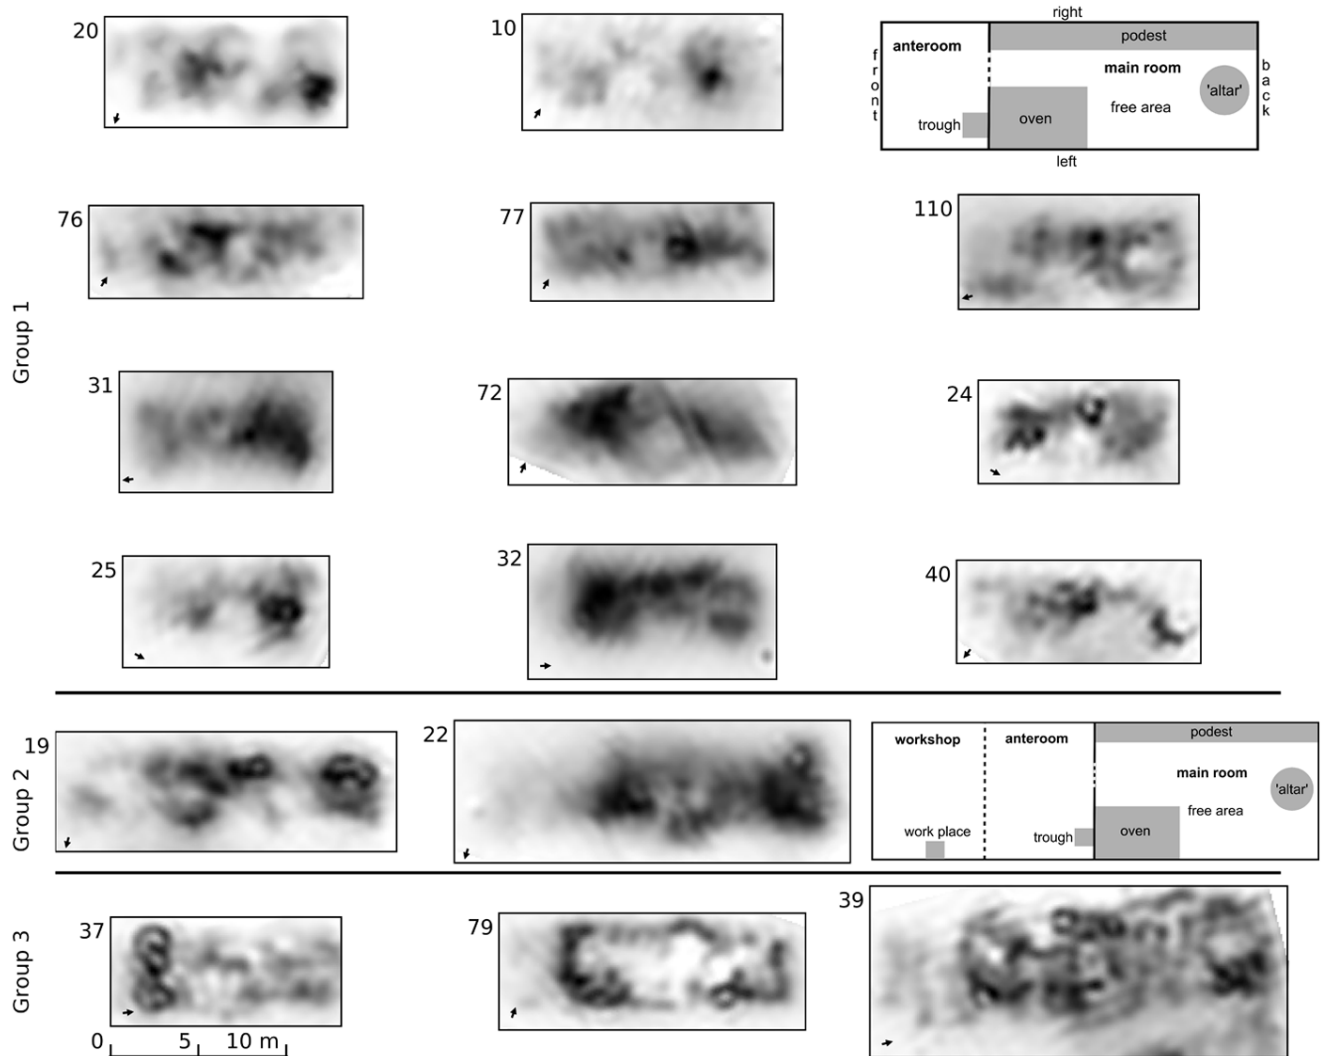 20
10
right
anteroom
podest
main room
front
back
'altar'
free area
trough
oven
left
76
77
110
Group 1
31
72
24
25
32
40
Group 2
19
22
workshop
anteroom
podest
main room
'altar'
free area
work place
trough
oven
Group 3
37
79
39
0 5 10 m